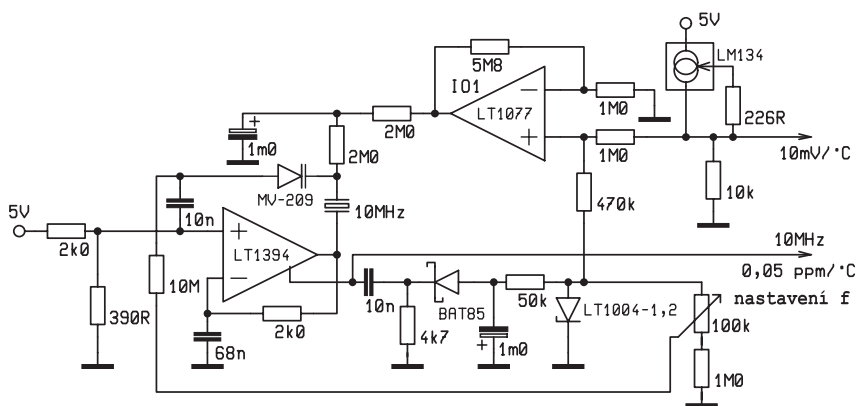 5V
LM134
5M8
IO1
LT1077
−
+
1M0
226R
2M0
1M0
10mV/°C
+
1m0
2M0
10k
470k
MV-209
10MHz
5V
10n
2k0
+
LT1394
−
10MHz
0,05 ppm/°C
10M
10n
BAT85
50k
LT1004-1,2
nastavení f
390R
2k0
4k7
+
1m0
100k
68n
1M0